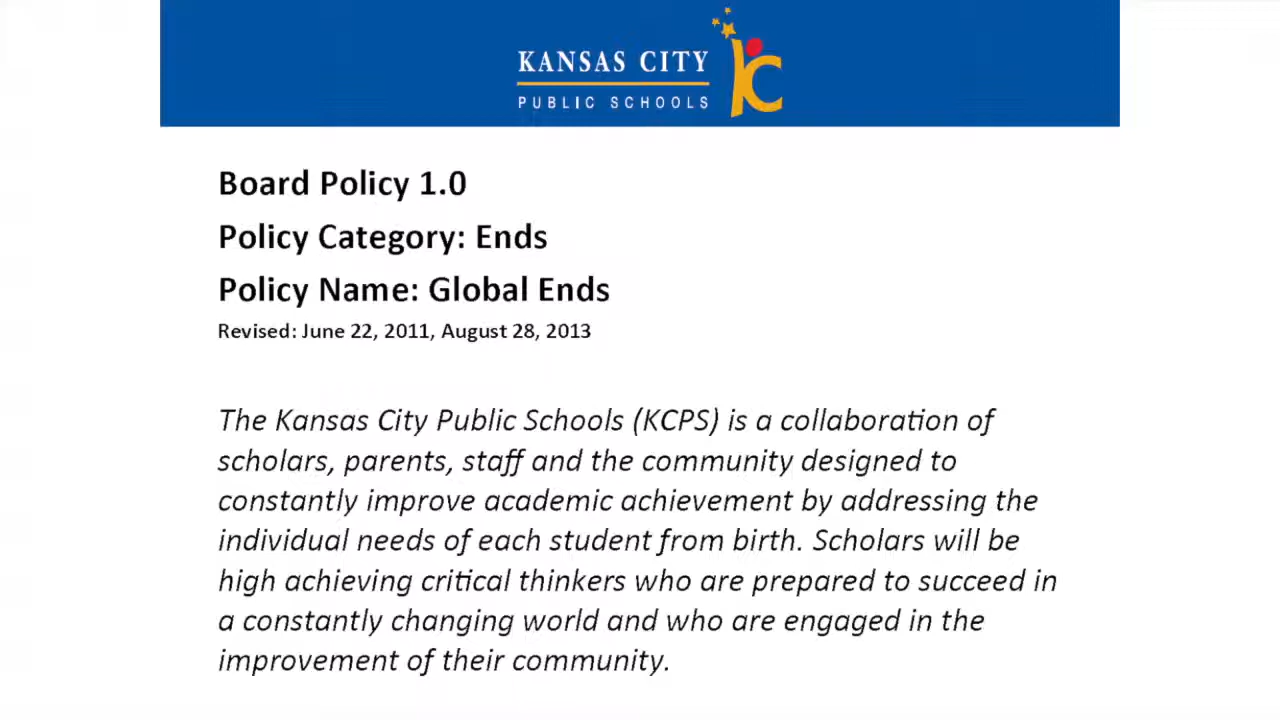 KANSAS CITY
PUBLIC SCHOOLS
Board Policy 1.0
Policy Category: Ends
Policy Name: Global Ends
Revised: June 22, 2011, August 28, 2013
The Kansas City Public Schools (KCPS) is a collaboration of
scholars, parents, staff and the community designed to
constantly improve academic achievement by addressing the
individual needs of each student from birth. Scholars will be
high achieving critical thinkers who are prepared to succeed in
a constantly changing world and who are engaged in the
improvement of their community.